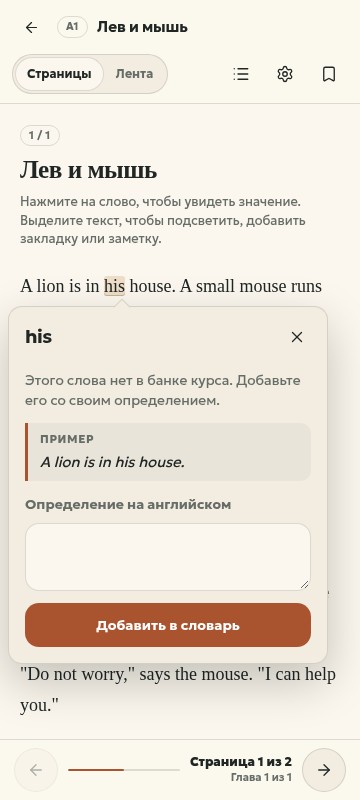 A1 Лев и мышь
Страницы Лента
1 / 1
Лев и мышь
Нажмите на слово, чтобы увидеть значение.
Выделите текст, чтобы подсветить, добавить
закладку или заметку.
A lion is in his house. A small mouse runs
his
Этого слова нет в банке курса. Добавьте
его со своим определением.
ПРИМЕР
A lion is in his house.
Определение на английском
Добавить в словарь
"Do not worry," says the mouse. "I can help
you."
Страница 1 из 2
Глава 1 из 1